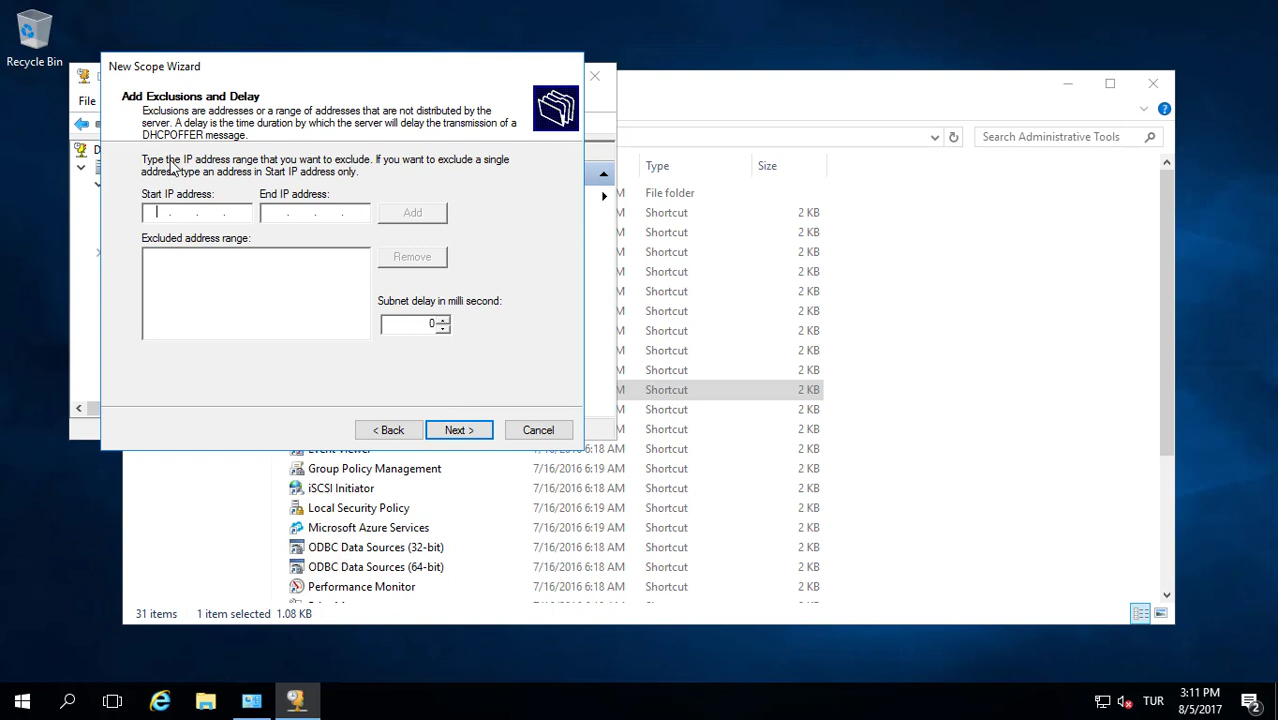 Recycle Bin
New Scope Wizard
Add Exclusions and Delay
Exclusions are addresses or a range of addresses that are not distributed by the
server. A delay is the time duration by which the server will delay the transmission of a
DHCPOFFER message.
Type the IP address range that you want to exclude. If you want to exclude a single
address, type an address in Start IP address only.
Start IP address:
End IP address:
Add
Excluded address range:
Remove
Subnet delay in milli second:
0
< Back
Next >
Cancel
File
D
Search Administrative Tools
Type
Size
File folder
Shortcut 2 KB
Shortcut 2 KB
Shortcut 2 KB
Shortcut 2 KB
Shortcut 2 KB
Shortcut 2 KB
Shortcut 2 KB
Shortcut 2 KB
Shortcut 2 KB
Shortcut 2 KB
Shortcut 2 KB
Shortcut 2 KB
7/16/2016 6:18 AM Shortcut 2 KB
Group Policy Management 7/16/2016 6:19 AM Shortcut 2 KB
iSCSI Initiator 7/16/2016 6:18 AM Shortcut 2 KB
Local Security Policy 7/16/2016 6:19 AM Shortcut 2 KB
Microsoft Azure Services 7/16/2016 6:19 AM Shortcut 2 KB
ODBC Data Sources (32-bit) 7/16/2016 6:18 AM Shortcut 2 KB
ODBC Data Sources (64-bit) 7/16/2016 6:18 AM Shortcut 2 KB
Performance Monitor 7/16/2016 6:18 AM Shortcut 2 KB
31 items 1 item selected 1.08 KB
TUR
3:11 PM
8/5/2017
2